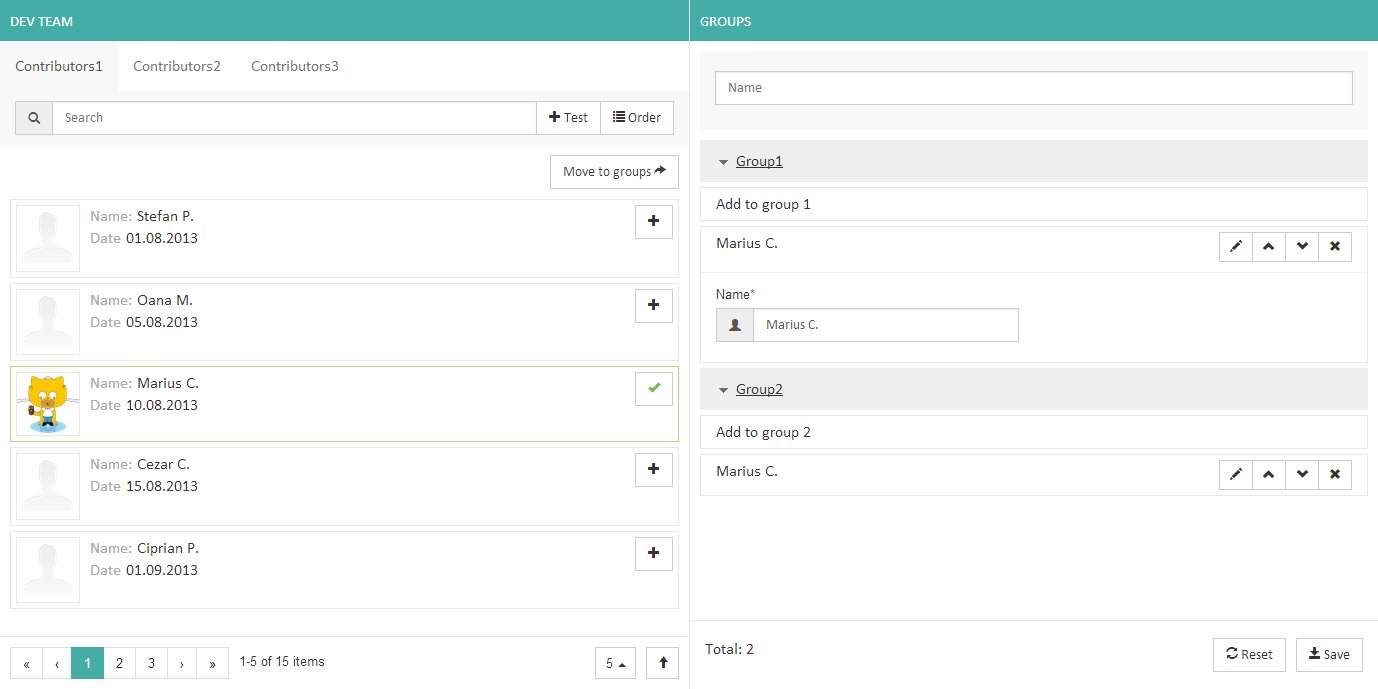 DEV TEAM
Contributors1 Contributors2 Contributors3
Search Test Order
Move to groups
Name: Stefan P.
Date 01.08.2013
Name: Oana M.
Date 05.08.2013
Name: Marius C.
Date 10.08.2013
Name: Cezar C.
Date 15.08.2013
Name: Ciprian P.
Date 01.09.2013
« ‹ 1 2 3 › » 1-5 of 15 items 5
GROUPS
Name
Group1
Add to group 1
Marius C.
Name*
Marius C.
Group2
Add to group 2
Marius C.
Total: 2 Reset Save